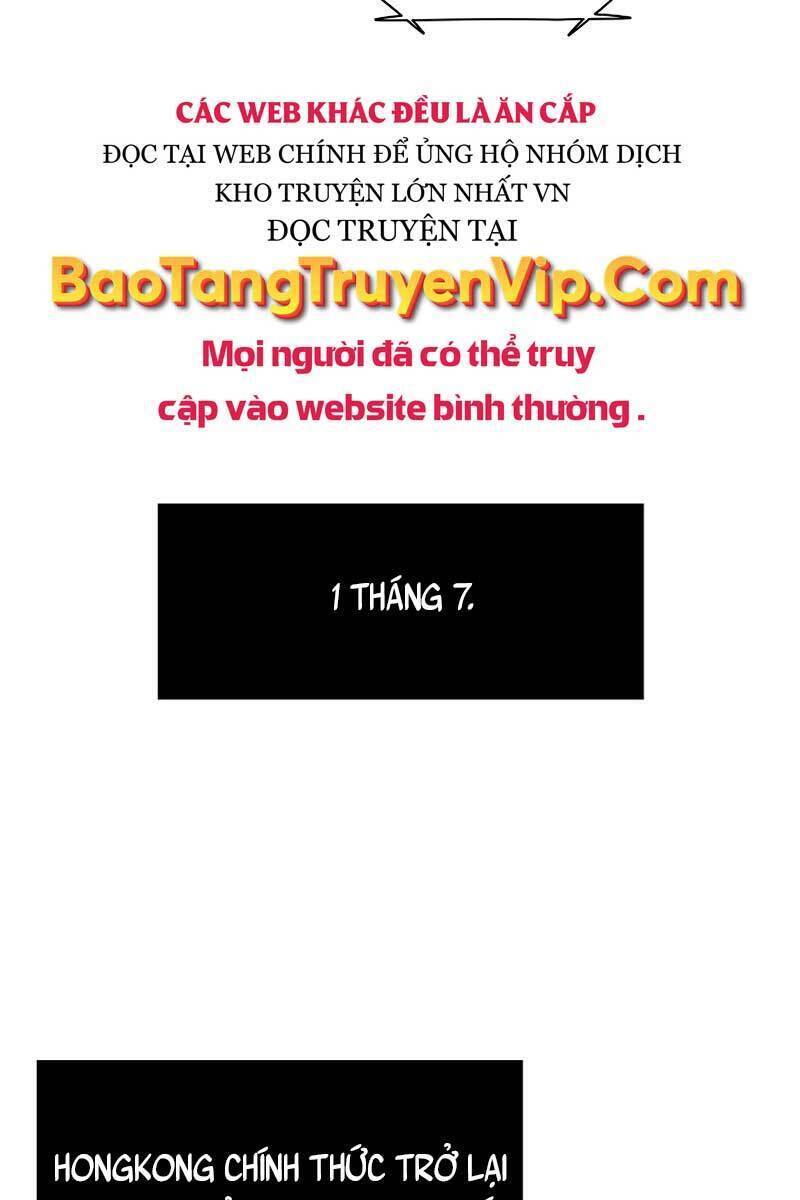 CÁC WEB KHÁC ĐỀU LÀ ĂN CẮP
ĐỌC TẠI WEB CHÍNH ĐỂ ỦNG HỘ NHÓM DỊCH
KHO TRUYỆN LỚN NHẤT VN
ĐỌC TRUYỆN TẠI
BaoTangTruyenVip.Com
Mọi người đã có thể truy
cập vào website bình thường.
1 THÁNG 7.
HONGKONG CHÍNH THỨC TRỞ LẠI